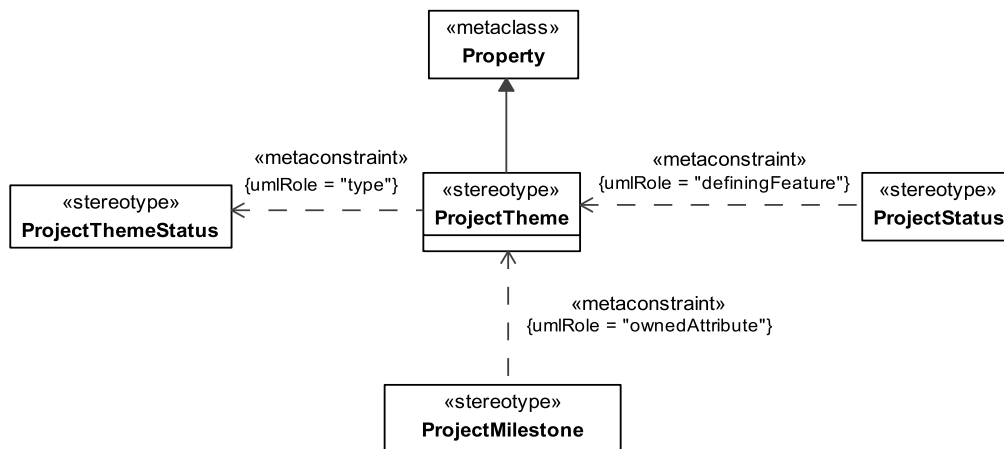 «metaclass»
Property
«metaconstraint»
{umlRole = "type"}
«metaconstraint»
{umlRole = "definingFeature"}
«stereotype»
ProjectThemeStatus
«stereotype»
ProjectTheme
«stereotype»
ProjectStatus
«metaconstraint»
{umlRole = "ownedAttribute"}
«stereotype»
ProjectMilestone